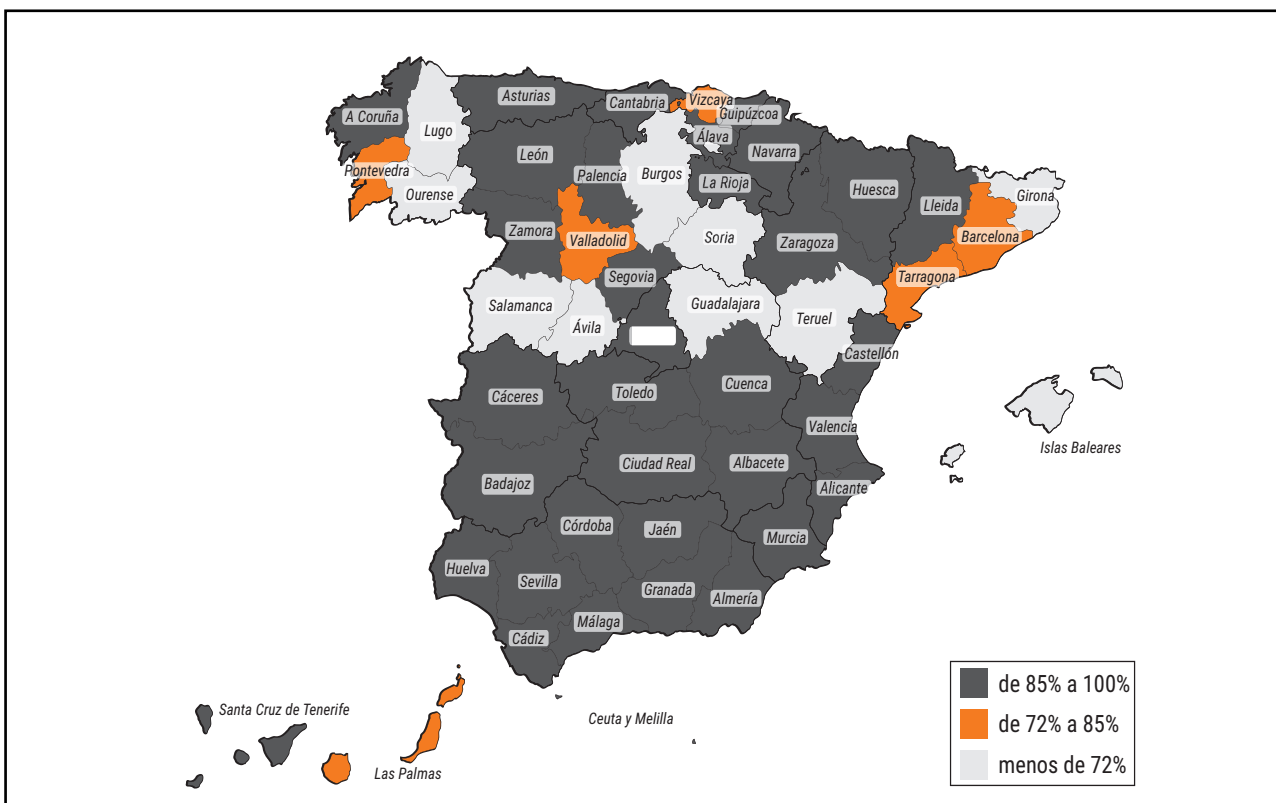 Asturias
Cantabria
Vizcaya
Guipúzcoa
A Coruña
Lugo
Álava
León
Navarra
Pontevedra
Palencia
Burgos
La Rioja
Huesca
Lleida
Girona
Ourense
Zamora
Valladolid
Soria
Zaragoza
Barcelona
Segovia
Tarragona
Salamanca
Ávila
Guadalajara
Teruel
Castellón
Cáceres
Toledo
Cuenca
Valencia
Islas Baleares
Badajoz
Ciudad Real
Albacete
Alicante
Córdoba
Jaén
Murcia
Huelva
Sevilla
Granada
Almería
Málaga
Cádiz
Santa Cruz de Tenerife
Ceuta y Melilla
Las Palmas
de 85% a 100%
de 72% a 85%
menos de 72%